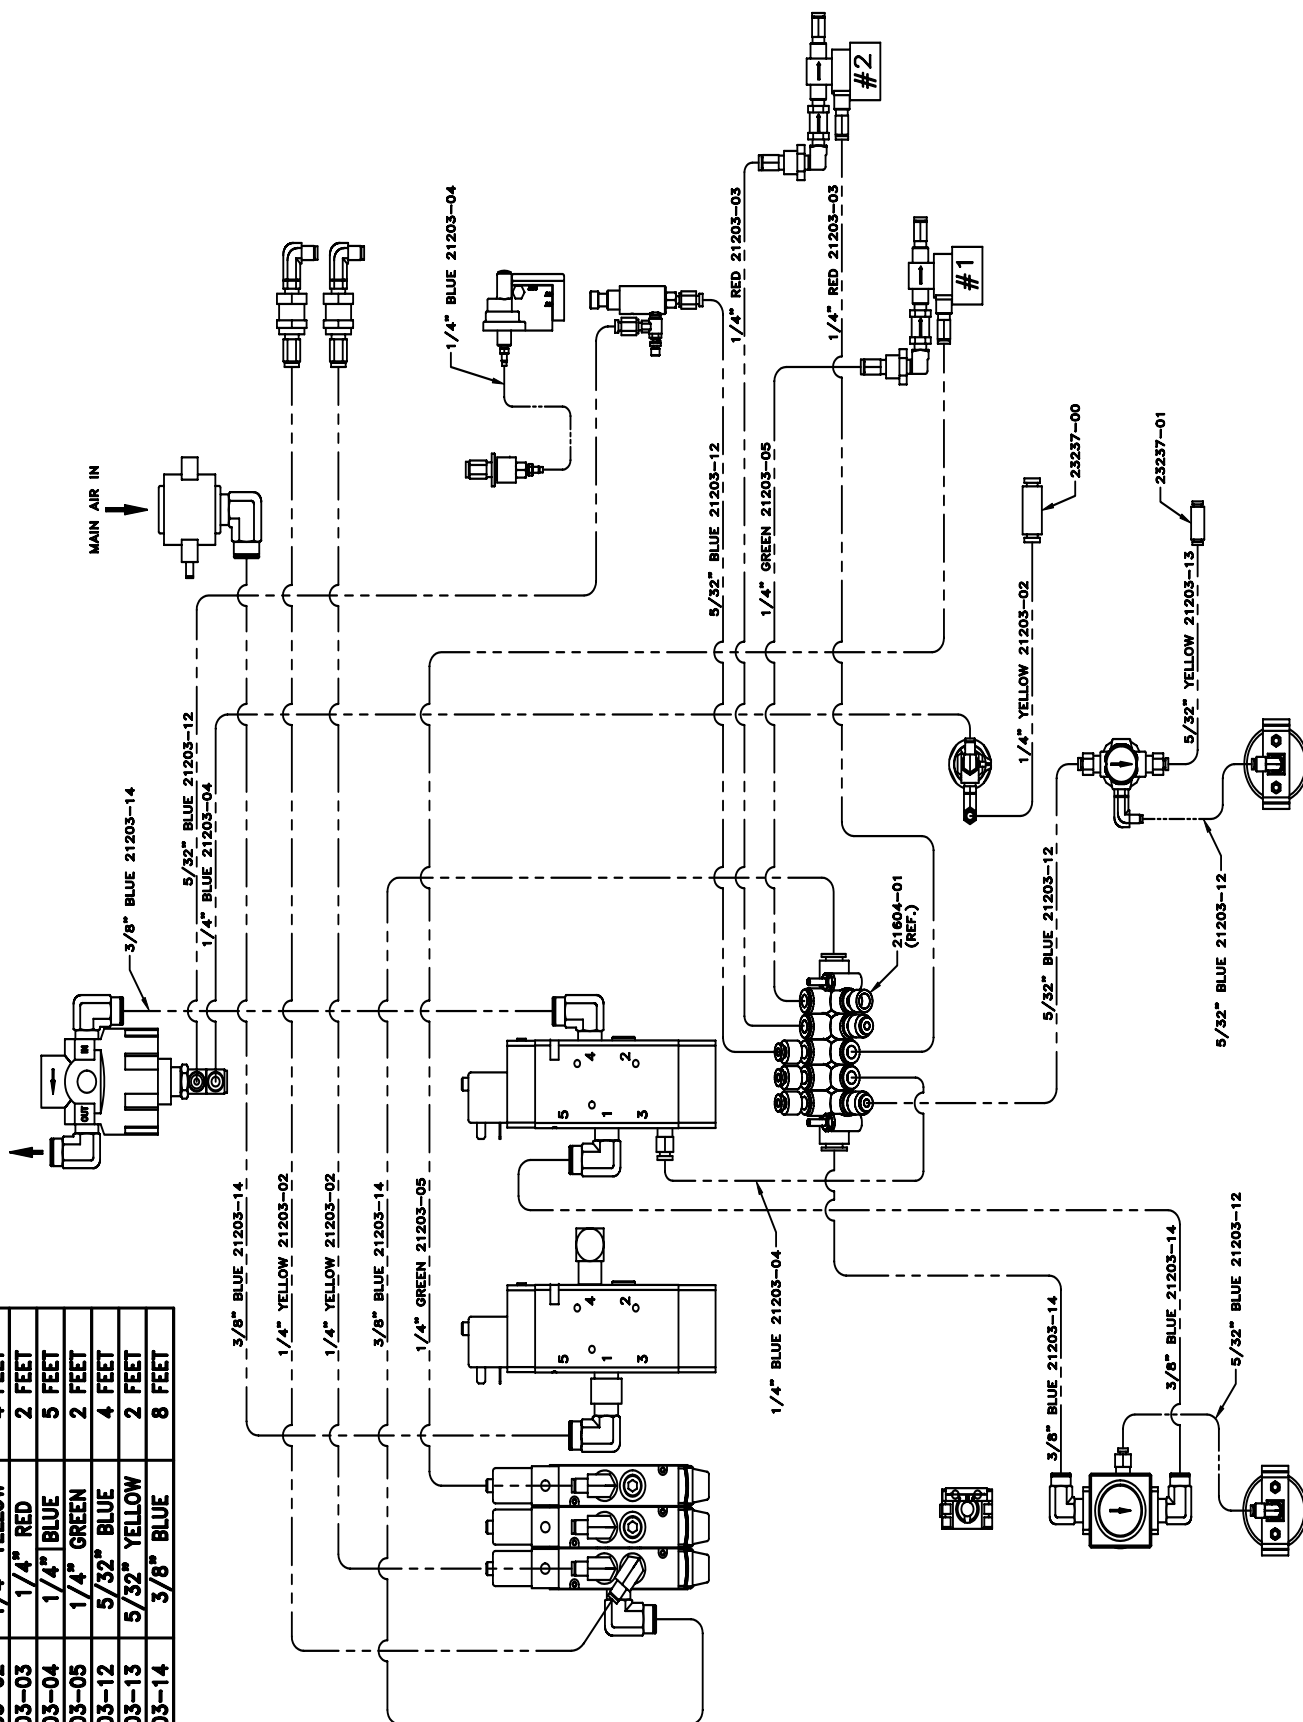 MAIN AIR IN
#2
#1
1/4" BLUE 21203-04
1/4" RED 21203-03
1/4" RED 21203-03
5/32" BLUE 21203-12
1/4" GREEN 21203-05
23237-00
23237-01
1/4" YELLOW 21203-02
5/32" YELLOW 21203-13
3/8" BLUE 21203-14
5/32" BLUE 21203-12
1/4" BLUE 21203-04
21604-01
(REF.)
5/32" BLUE 21203-12
5/32" BLUE 21203-12
IN
OUT
5
4
1
2
3
3/8" BLUE 21203-14
1/4" YELLOW 21203-02
1/4" YELLOW 21203-02
3/8" BLUE 21203-14
1/4" GREEN 21203-05
5
4
1
2
3
1/4" BLUE 21203-04
3/8" BLUE 21203-14
3/8" BLUE 21203-14
5/32" BLUE 21203-12
03-03 1/4" RED 2 FEET
03-04 1/4" BLUE 5 FEET
03-05 1/4" GREEN 2 FEET
03-12 5/32" BLUE 4 FEET
03-13 5/32" YELLOW 2 FEET
03-14 3/8" BLUE 8 FEET